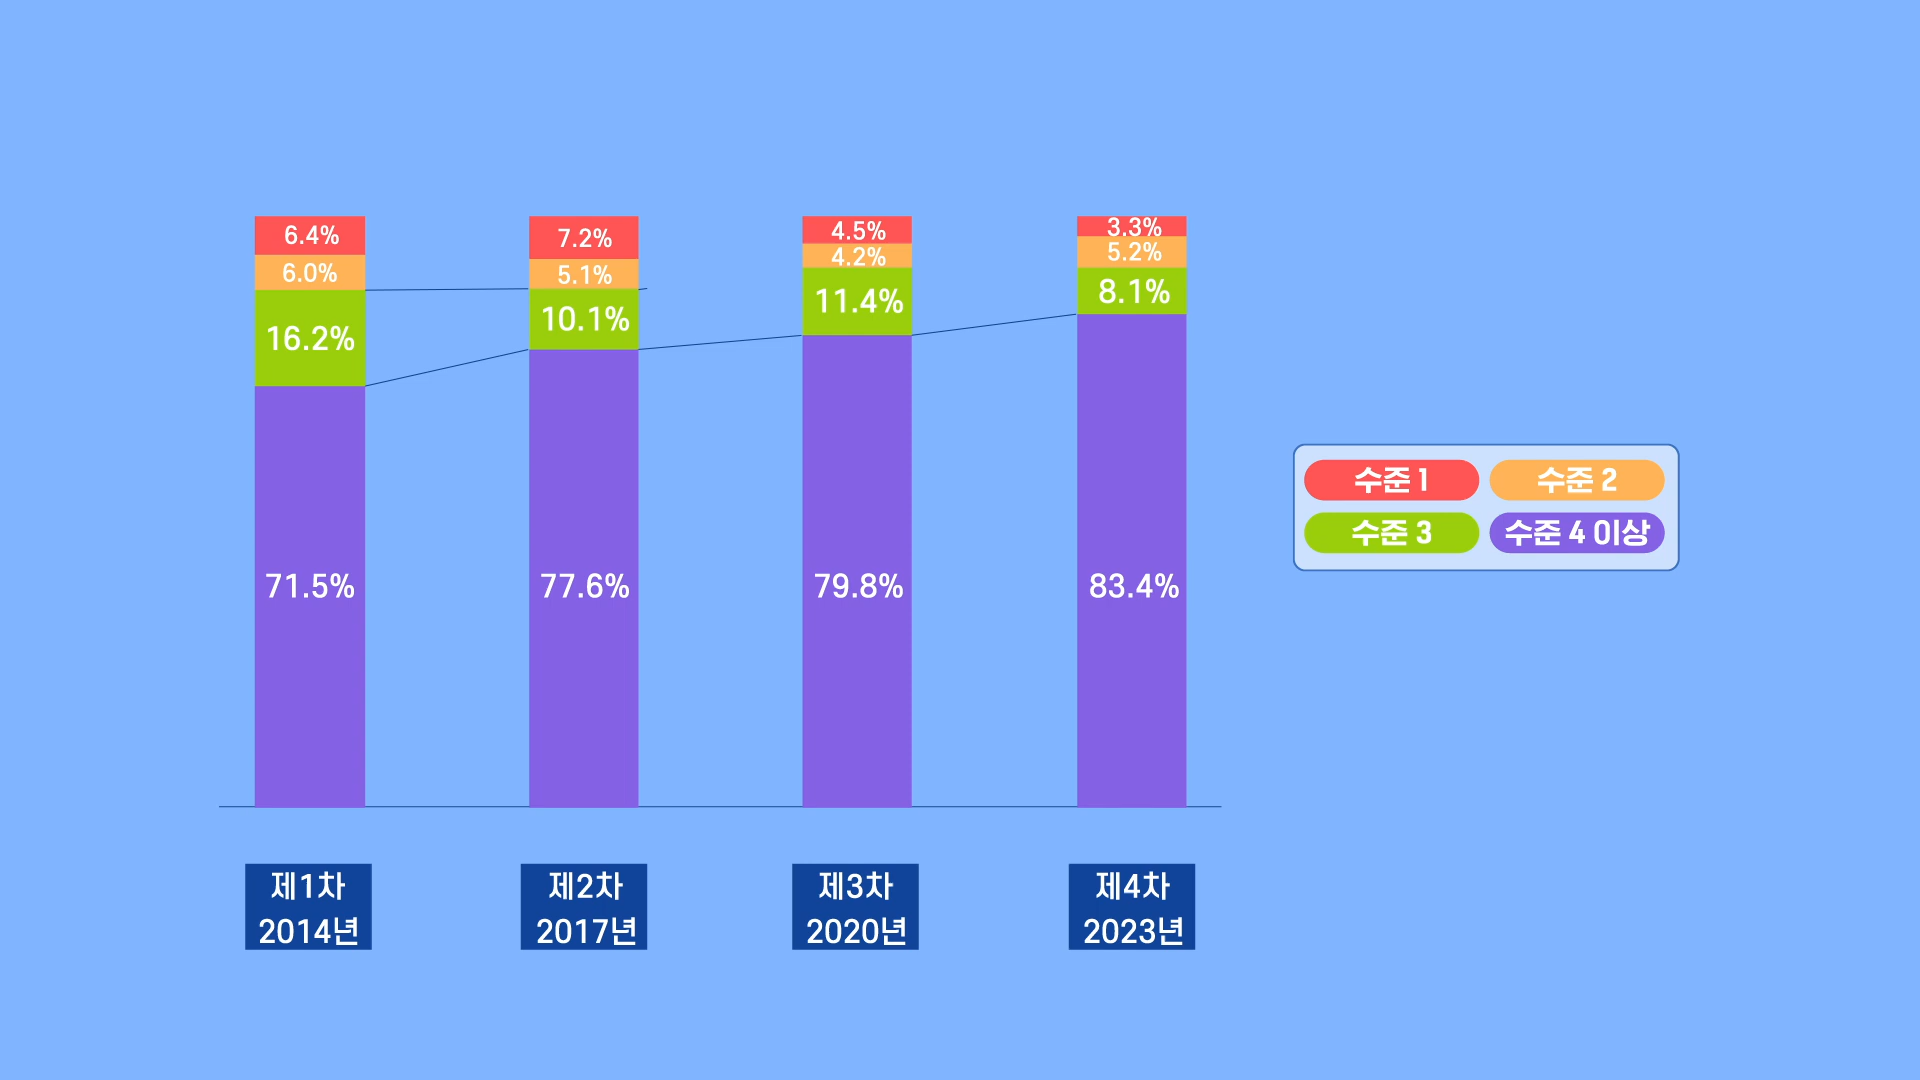 6.4%
7.2%
4.5%
3.3%
6.0%
5.1%
4.2%
5.2%
16.2%
10.1%
11.4%
8.1%
71.5%
77.6%
79.8%
83.4%
수준 1
수준 2
수준 3
수준 4 이상
제1차
2014년
제2차
2017년
제3차
2020년
제4차
2023년